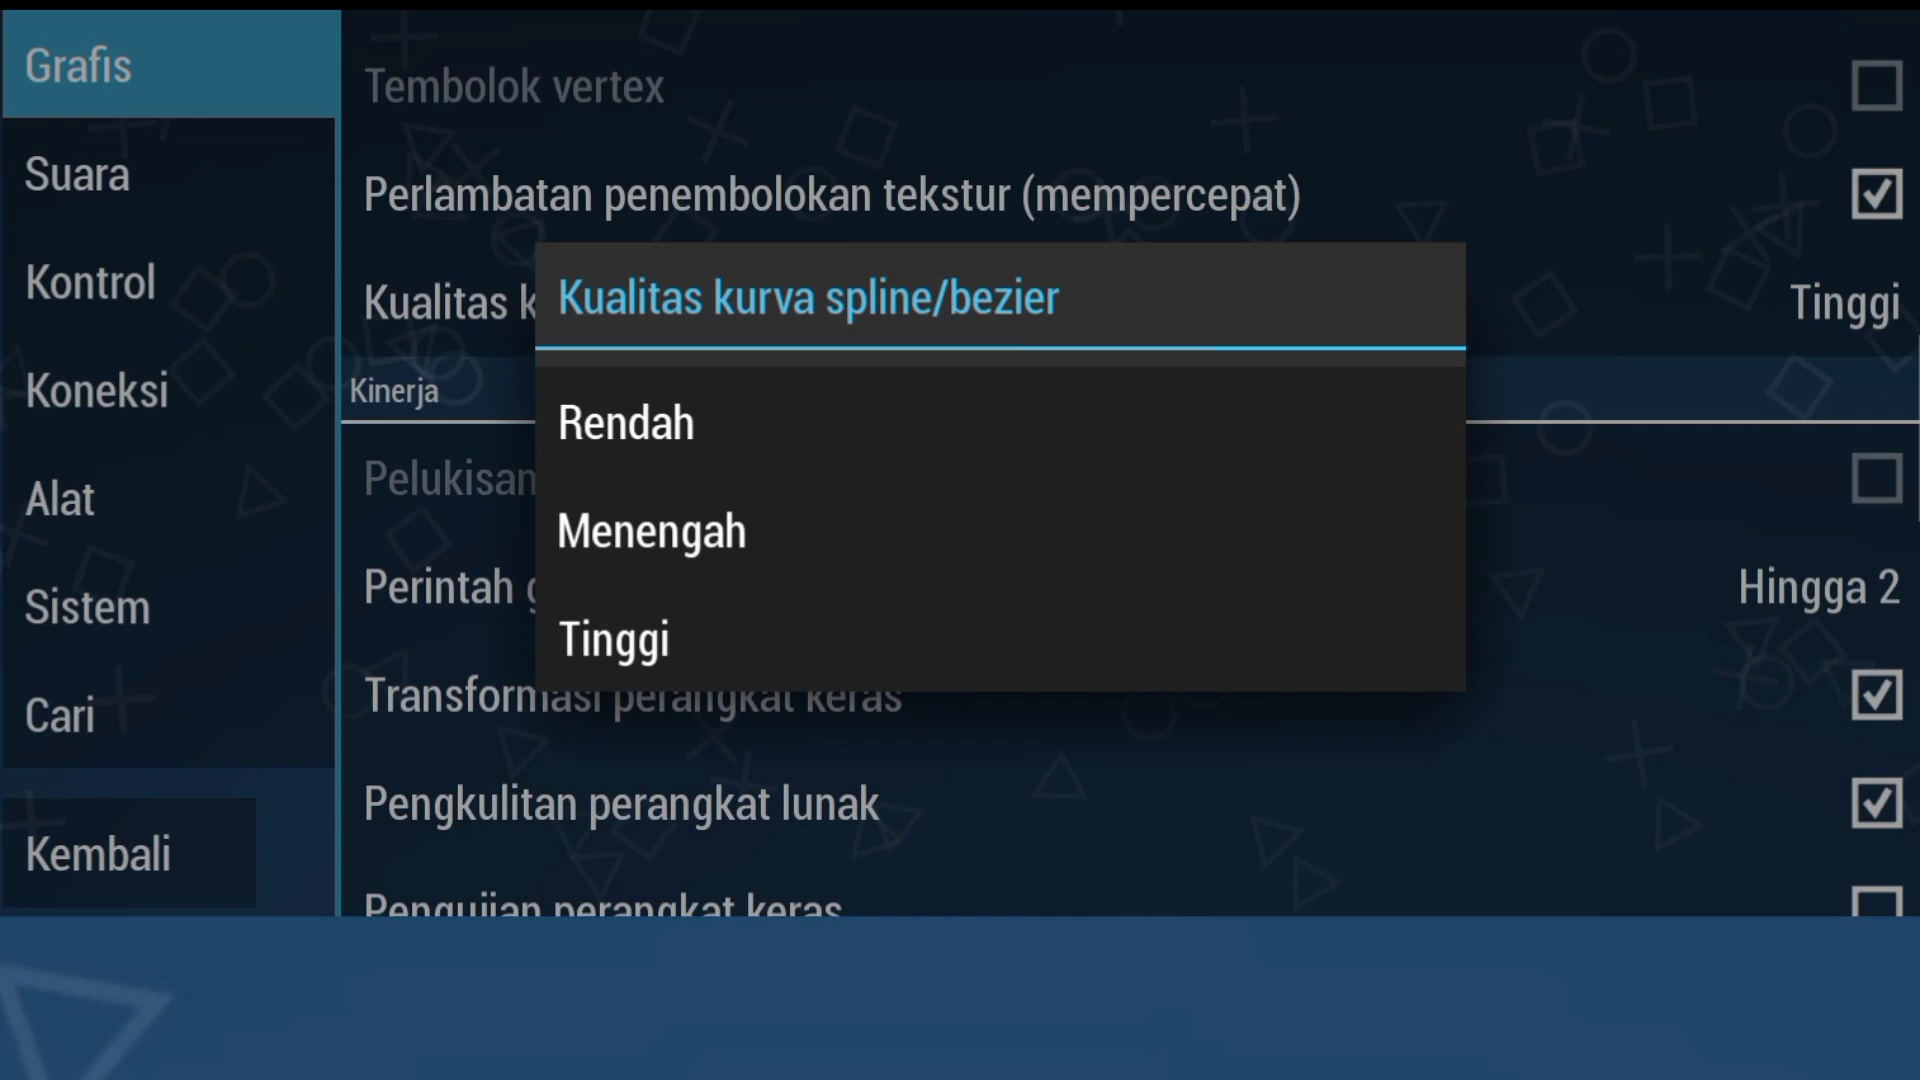 Grafis
Suara
Kontrol
Koneksi
Alat
Sistem
Cari
Kembali
Tembolok vertex
Perlambatan penembolokan tekstur (mempercepat)
Kualitas
Tinggi
Kinerja
Pelukisan
Perintah
Hingga 2
Transformasi perangkat keras
Pengkulitan perangkat lunak
Pengujian perangkat keras
Kualitas kurva spline/bezier
Rendah
Menengah
Tinggi